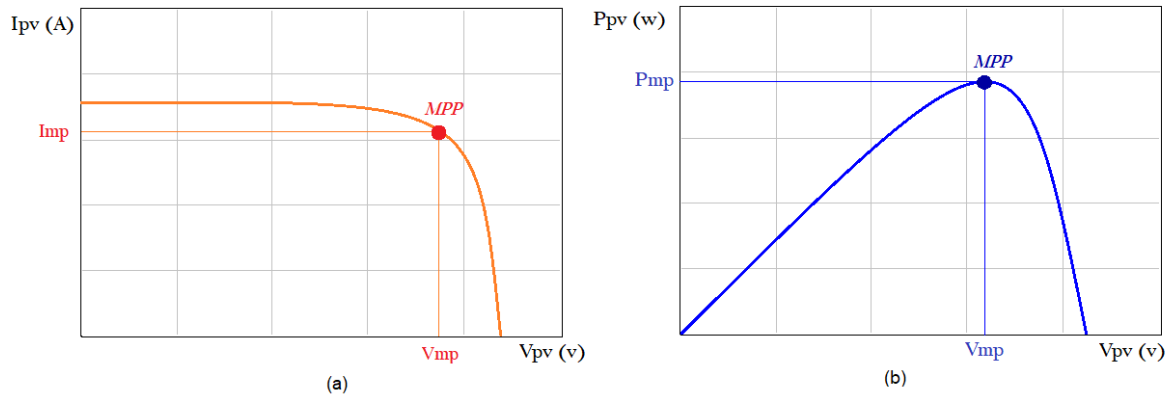 Ipv (A)
MPP
Imp
Vmp
Vpv (v)
(a)
Ppv (w)
MPP
Pmp
Vmp
Vpv (v)
(b)